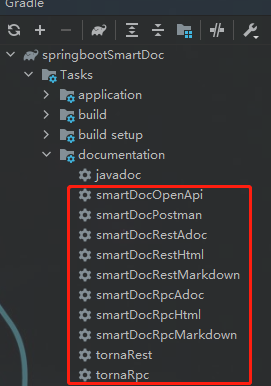 Gradle
springbootSmartDoc
Tasks
application
build
build setup
documentation
javadoc
smartDocOpenApi
smartDocPostman
smartDocRestAdoc
smartDocRestHtml
smartDocRestMarkdown
smartDocRpcAdoc
smartDocRpcHtml
smartDocRpcMarkdown
tornaRest
tornaRpc